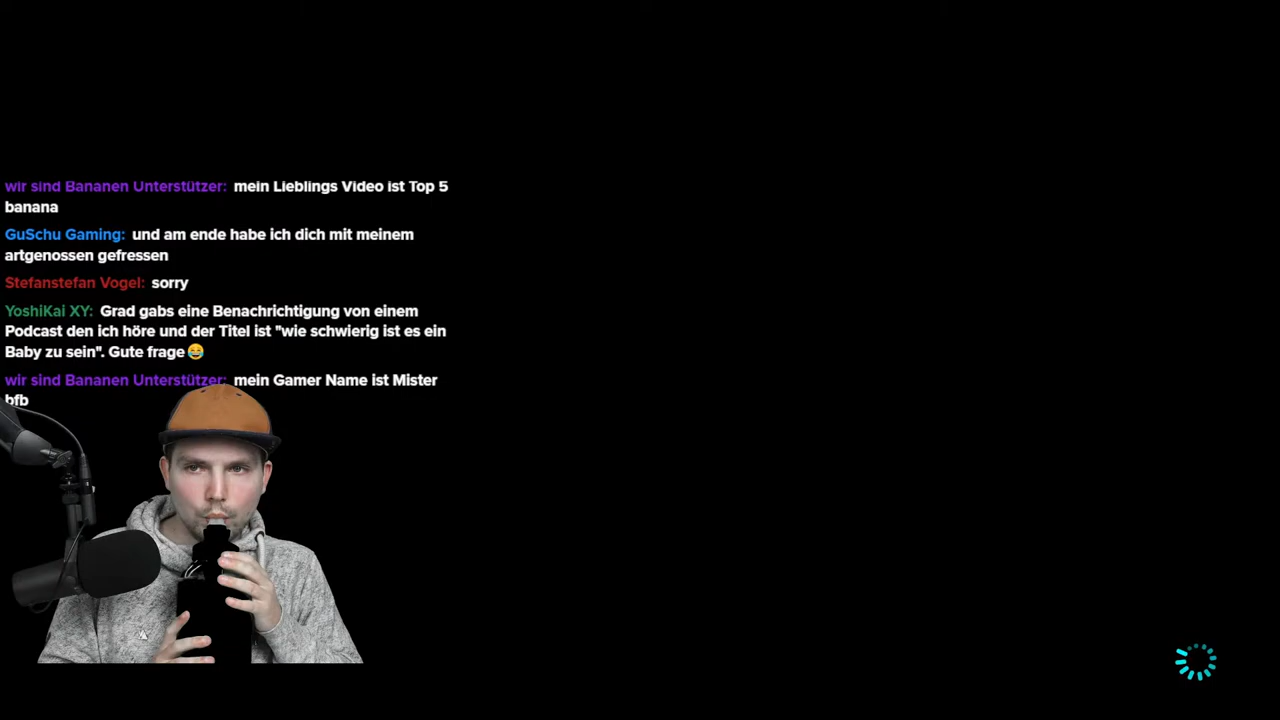 wir sind Bananen Unterstützer: mein Lieblings Video ist Top 5
banana
GuSchu Gaming: und am ende habe ich dich mit meinem
artgenossen gefressen
Stefanstefan Vogel: sorry
YoshiKai XY: Grad gabs eine Benachrichtigung von einem
Podcast den ich höre und der Titel ist "wie schwierig ist es ein
Baby zu sein". Gute frage😂
wir sind Bananen Unterstützer: mein Gamer Name ist Mister
bfb